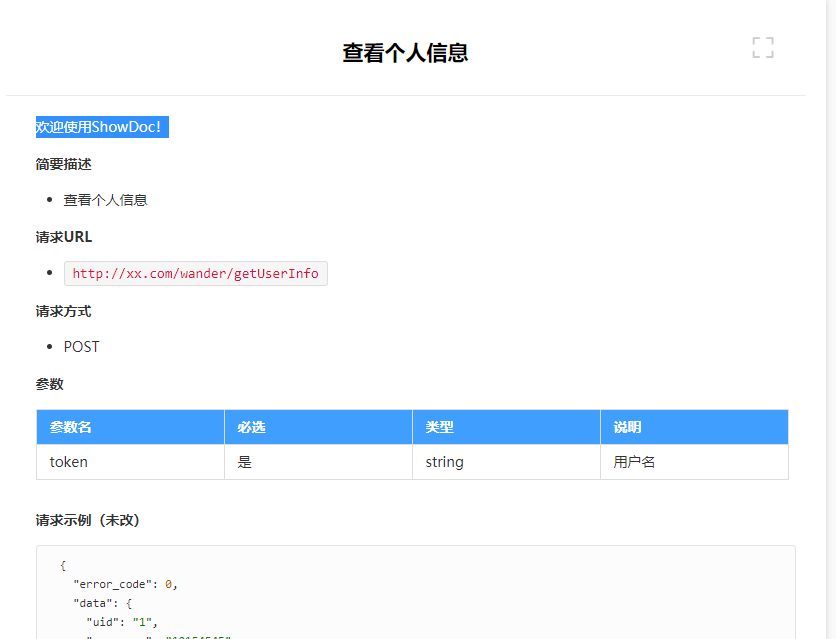 查看个人信息
欢迎使用ShowDoc!
简要描述
查看个人信息
请求URL
http://xx.com/wander/getUserInfo
请求方式
POST
参数
参数名 必选 类型 说明
token 是 string 用户名
请求示例（未改）
{
"error_code": 0,
"data": {
"uid": "1",